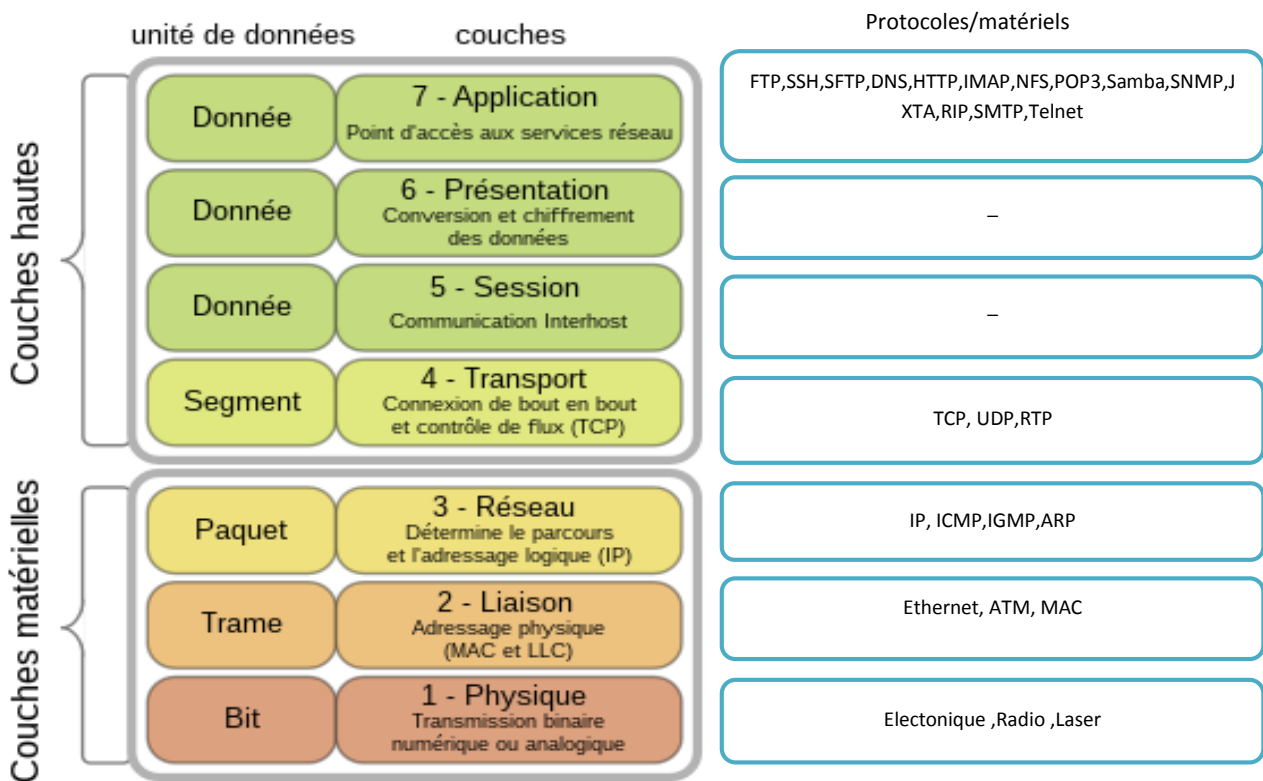 unité de données
couches
Protocoles/matériels
Couches hautes
Donnée
7 - Application
Point d'accès aux services réseau
FTP,SSH,SFTP,DNS,HTTP,IMAP,NFS,POP3,Samba,SNMP,J
XTA,RIP,SMTP,Telnet
Donnée
6 - Présentation
Conversion et chiffrement
des données
–
Donnée
5 - Session
Communication Interhost
–
Segment
4 - Transport
Connexion de bout en bout
et contrôle de flux (TCP)
TCP, UDP,RTP
Couches matérielles
Paquet
3 - Réseau
Détermine le parcours
et l'adressage logique (IP)
IP, ICMP,IGMP,ARP
Trame
2 - Liaison
Adressage physique
(MAC et LLC)
Ethernet, ATM, MAC
Bit
1 - Physique
Transmission binaire
numérique ou analogique
Electonique ,Radio ,Laser